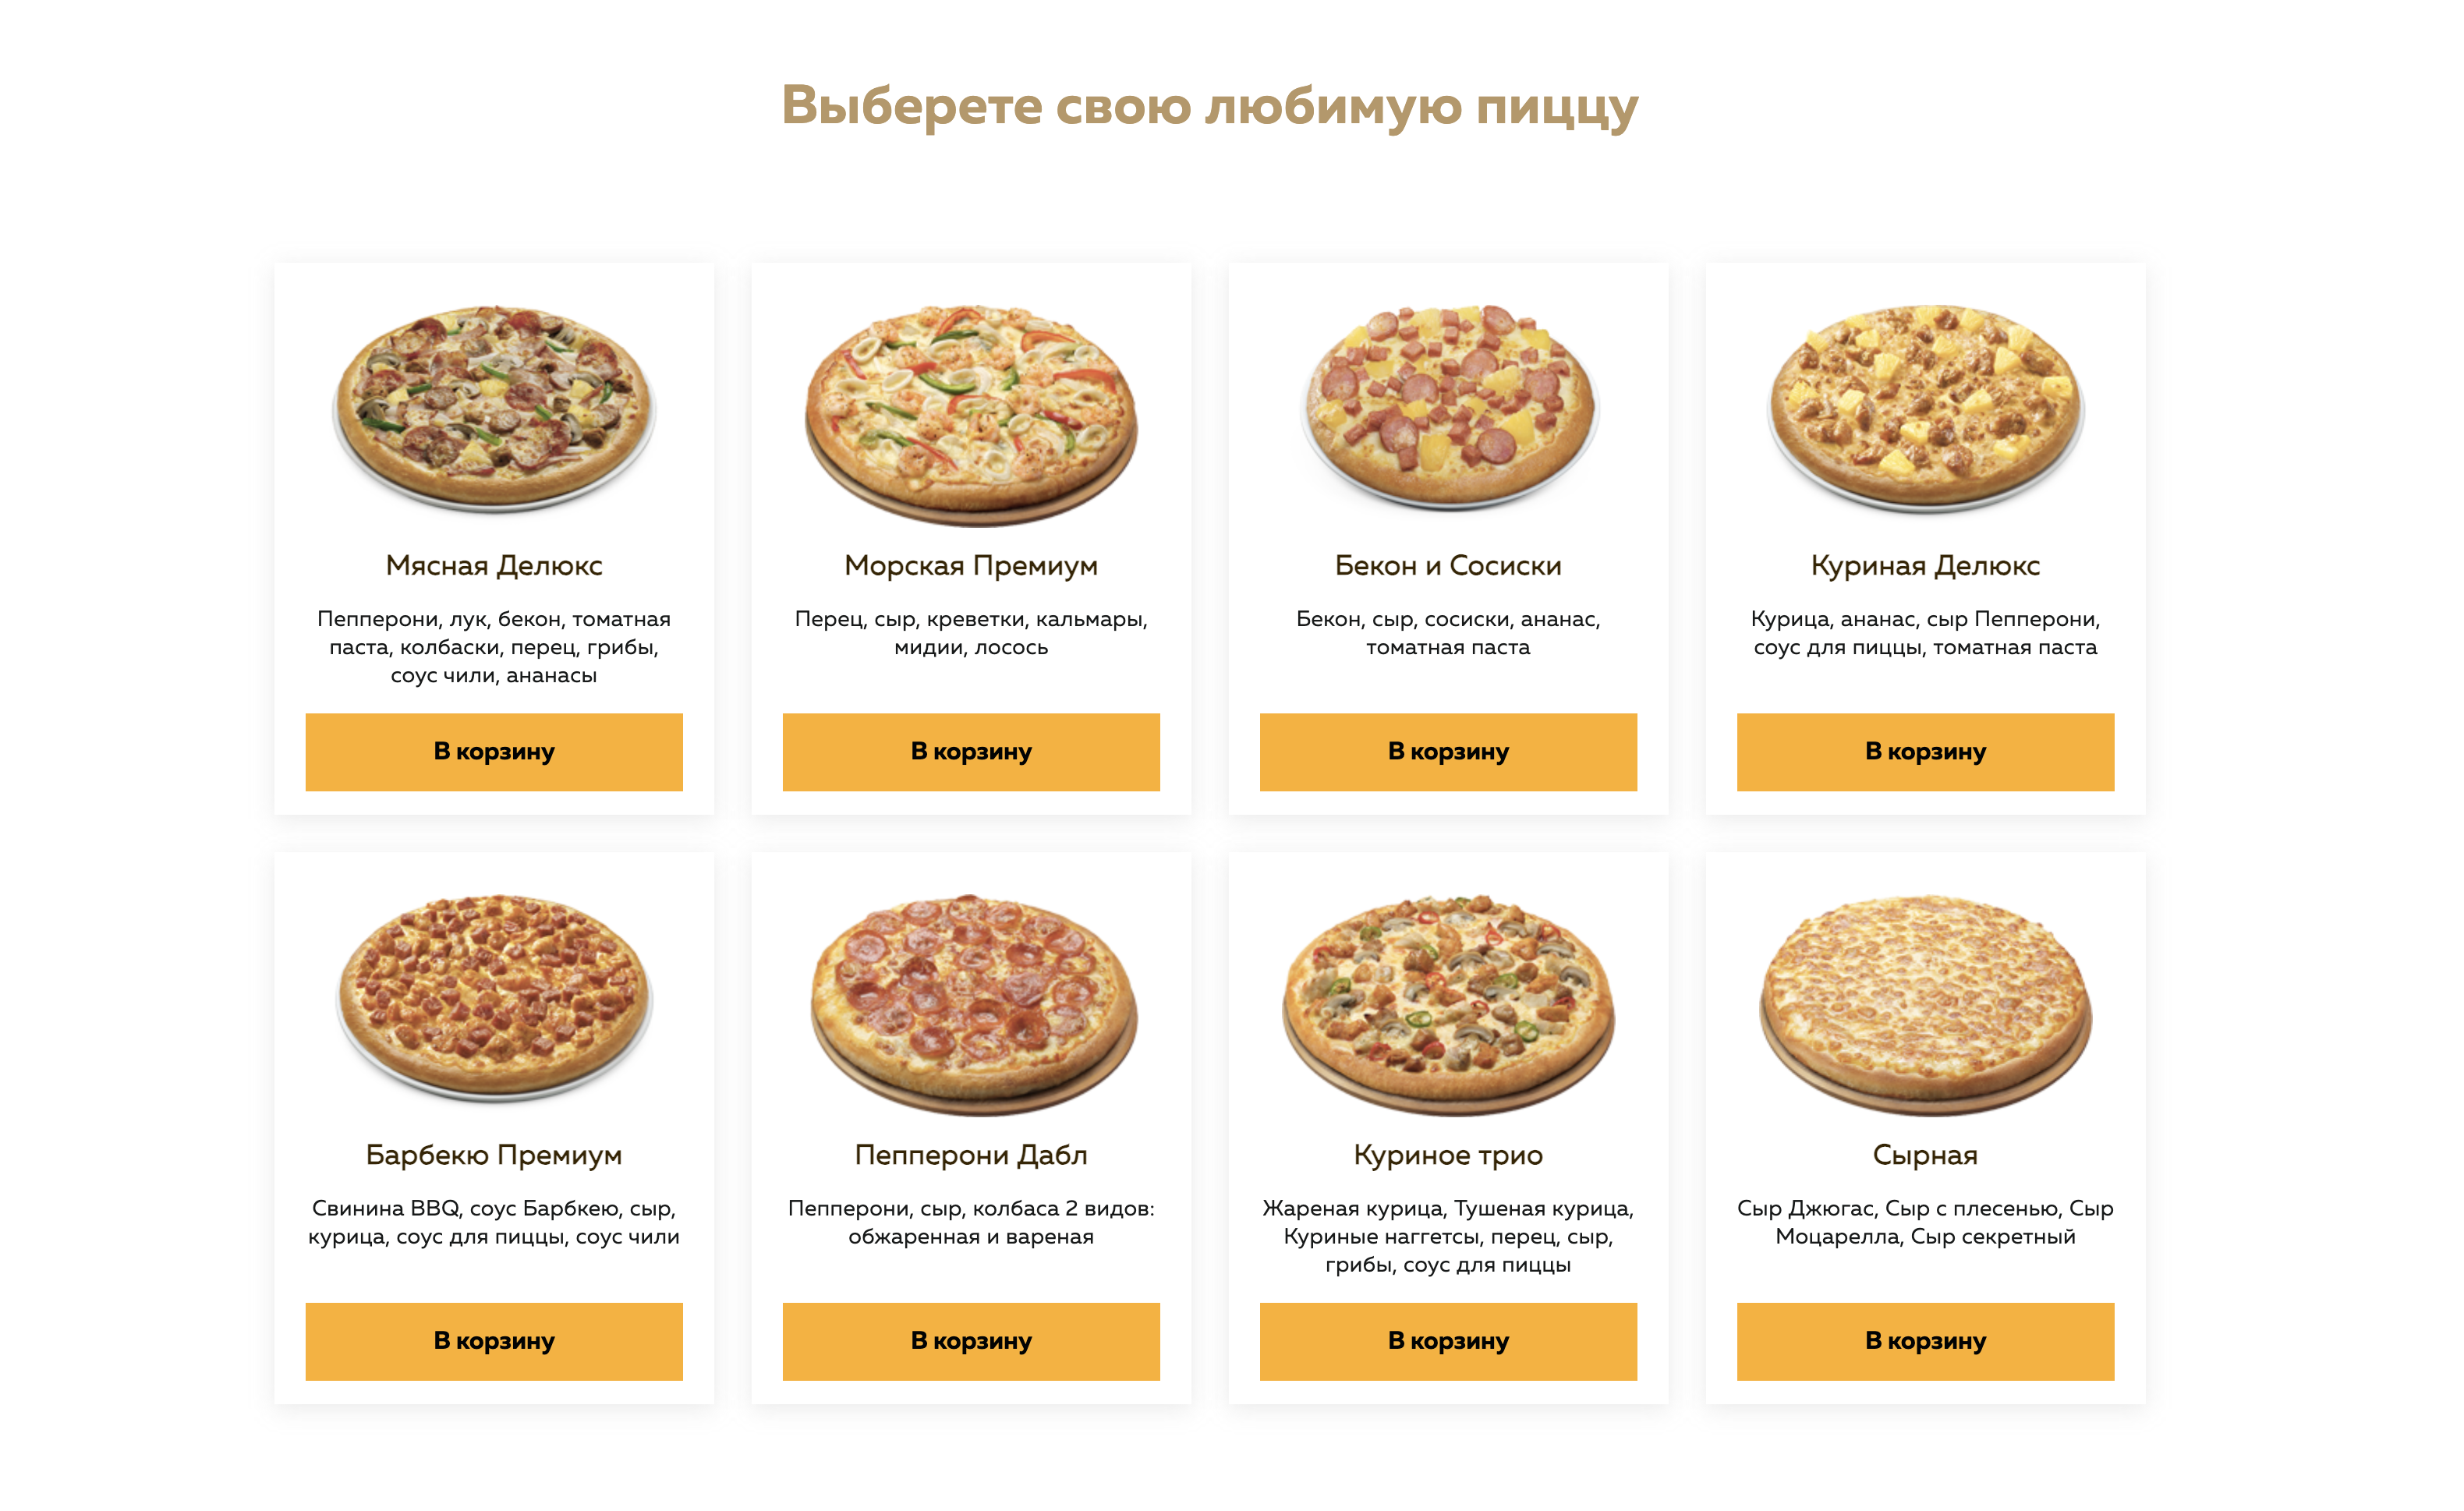 Выберете свою любимую пиццу
Мясная Делюкс
Пепперони, лук, бекон, томатная
паста, колбаски, перец, грибы,
соус чили, ананасы
В корзину
Морская Премиум
Перец, сыр, креветки, кальмары,
мидии, лосось
В корзину
Бекон и Сосиски
Бекон, сыр, сосиски, ананас,
томатная паста
В корзину
Куриная Делюкс
Курица, ананас, сыр Пепперони,
соус для пиццы, томатная паста
В корзину
Барбекю Премиум
Свинина BBQ, соус Барбкею, сыр,
курица, соус для пиццы, соус чили
В корзину
Пепперони Дабл
Пепперони, сыр, колбаса 2 видов:
обжаренная и вареная
В корзину
Куриное трио
Жареная курица, Тушеная курица,
Куриные наггетсы, перец, сыр,
грибы, соус для пиццы
В корзину
Сырная
Сыр Джюгас, Сыр с плесенью, Сыр
Моцарелла, Сыр секретный
В корзину